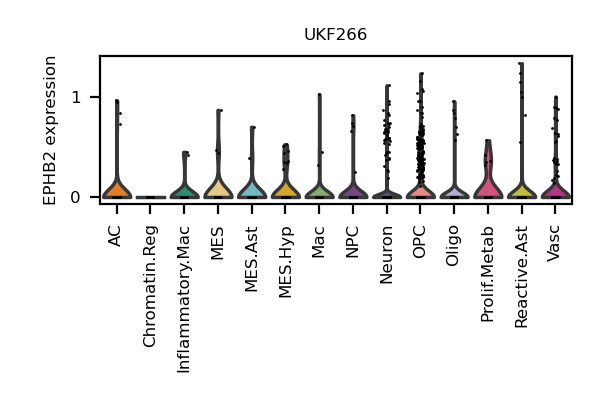 UKF266
EPHB2 expression
1
0
AC
Chromatin.Reg
Inflammatory.Mac
MES
MES.Ast
MES.Hyp
Mac
NPC
Neuron
OPC
Oligo
Prolif.Metab
Reactive.Ast
Vasc